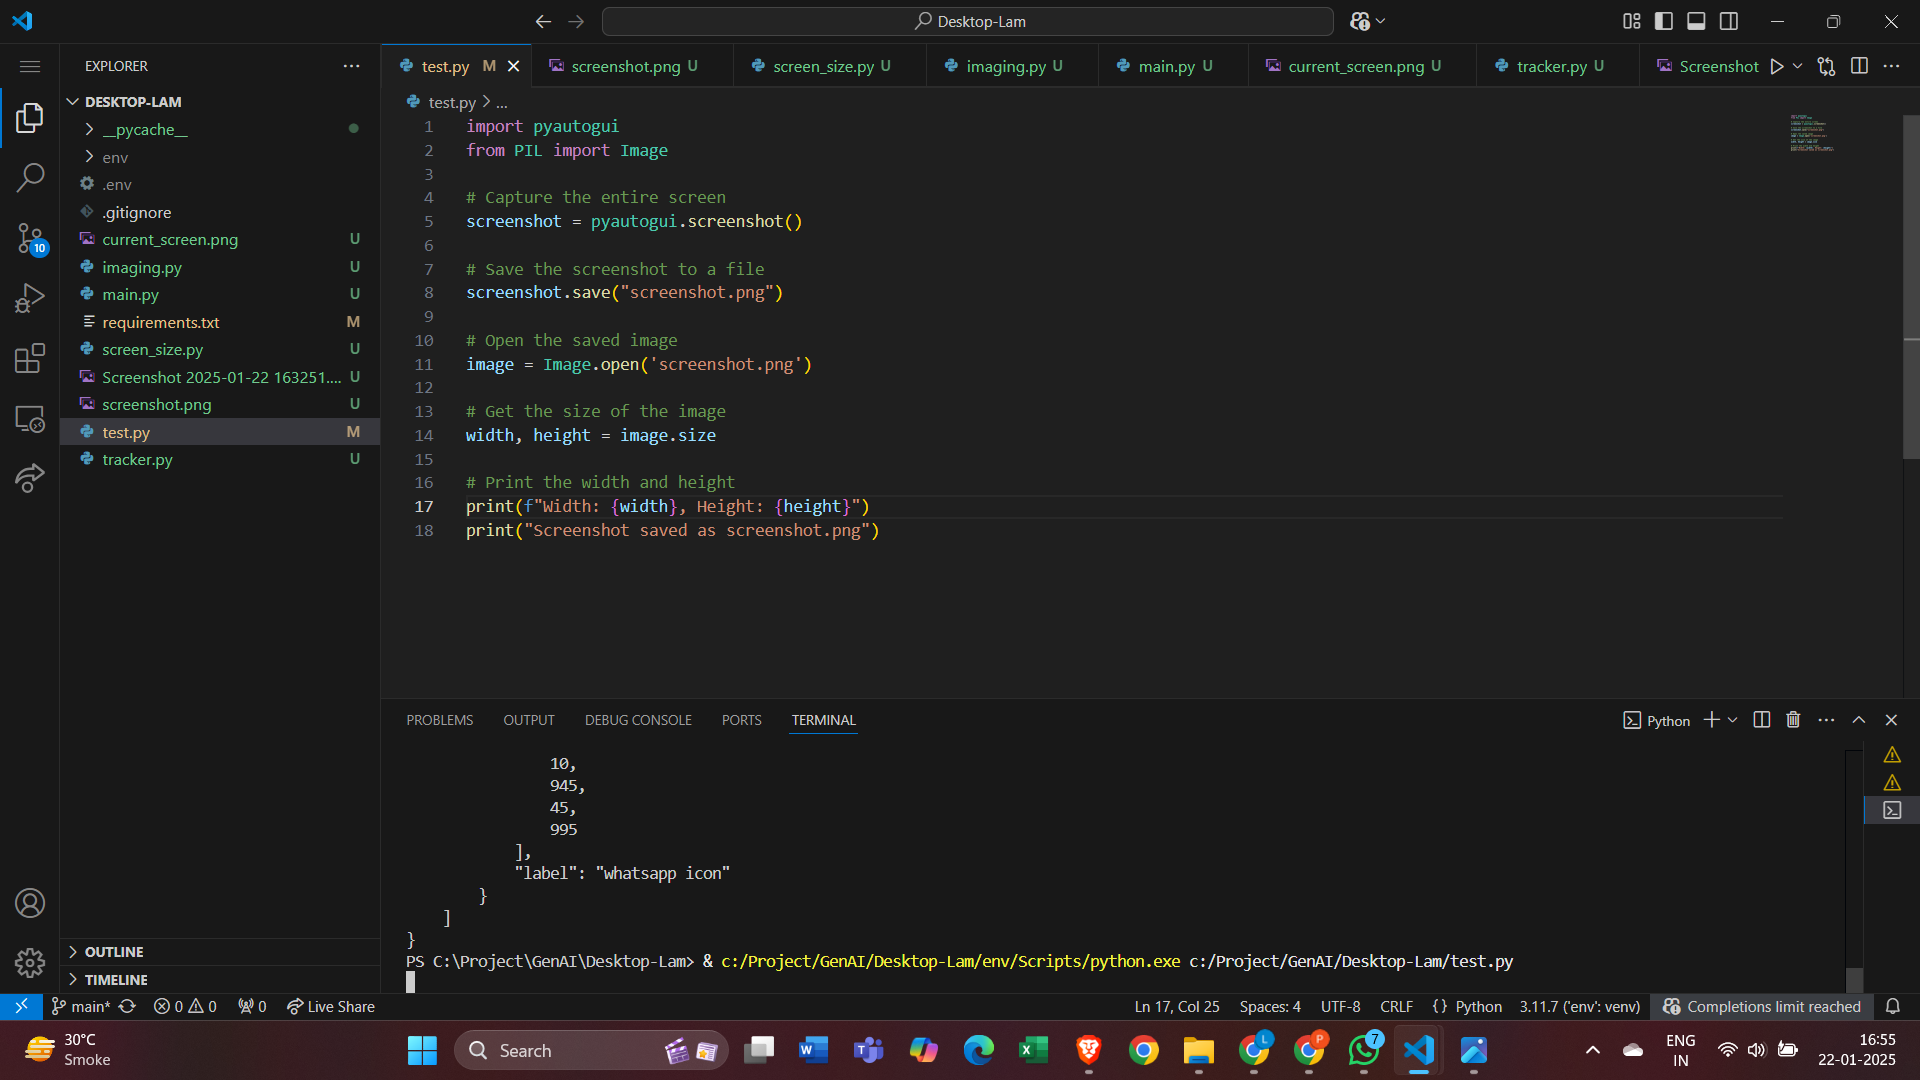 Desktop-Lam
EXPLORER
DESKTOP-LAM
__pycache__
env
.env
.gitignore
current_screen.png U
imaging.py U
main.py U
requirements.txt M
screen_size.py U
Screenshot 2025-01-22 163251.... U
screenshot.png U
test.py M
tracker.py U
OUTLINE
TIMELINE
10
test.py M
screenshot.png U
screen_size.py U
imaging.py U
main.py U
current_screen.png U
tracker.py U
Screenshot
test.py > ...
1 import pyautogui
2 from PIL import Image
3
4 # Capture the entire screen
5 screenshot = pyautogui.screenshot()
6
7 # Save the screenshot to a file
8 screenshot.save("screenshot.png")
9
10 # Open the saved image
11 image = Image.open('screenshot.png')
12
13 # Get the size of the image
14 width, height = image.size
15
16 # Print the width and height
17 print(f"Width: {width}, Height: {height}")
18 print("Screenshot saved as screenshot.png")
PROBLEMS OUTPUT DEBUG CONSOLE PORTS TERMINAL
Python
10,
945,
45,
995
],
"label": "whatsapp icon"
}
]
}
PS C:\Project\GenAI\Desktop-Lam> & c:/Project/GenAI/Desktop-Lam/env/Scripts/python.exe c:/Project/GenAI/Desktop-Lam/test.py
main* 0 0 0 Live Share
Ln 17, Col 25 Spaces: 4 UTF-8 CRLF {} Python 3.11.7 ('env': venv) Completions limit reached
30°C
Smoke
Search
L
P
7
ENG
IN
16:55
22-01-2025